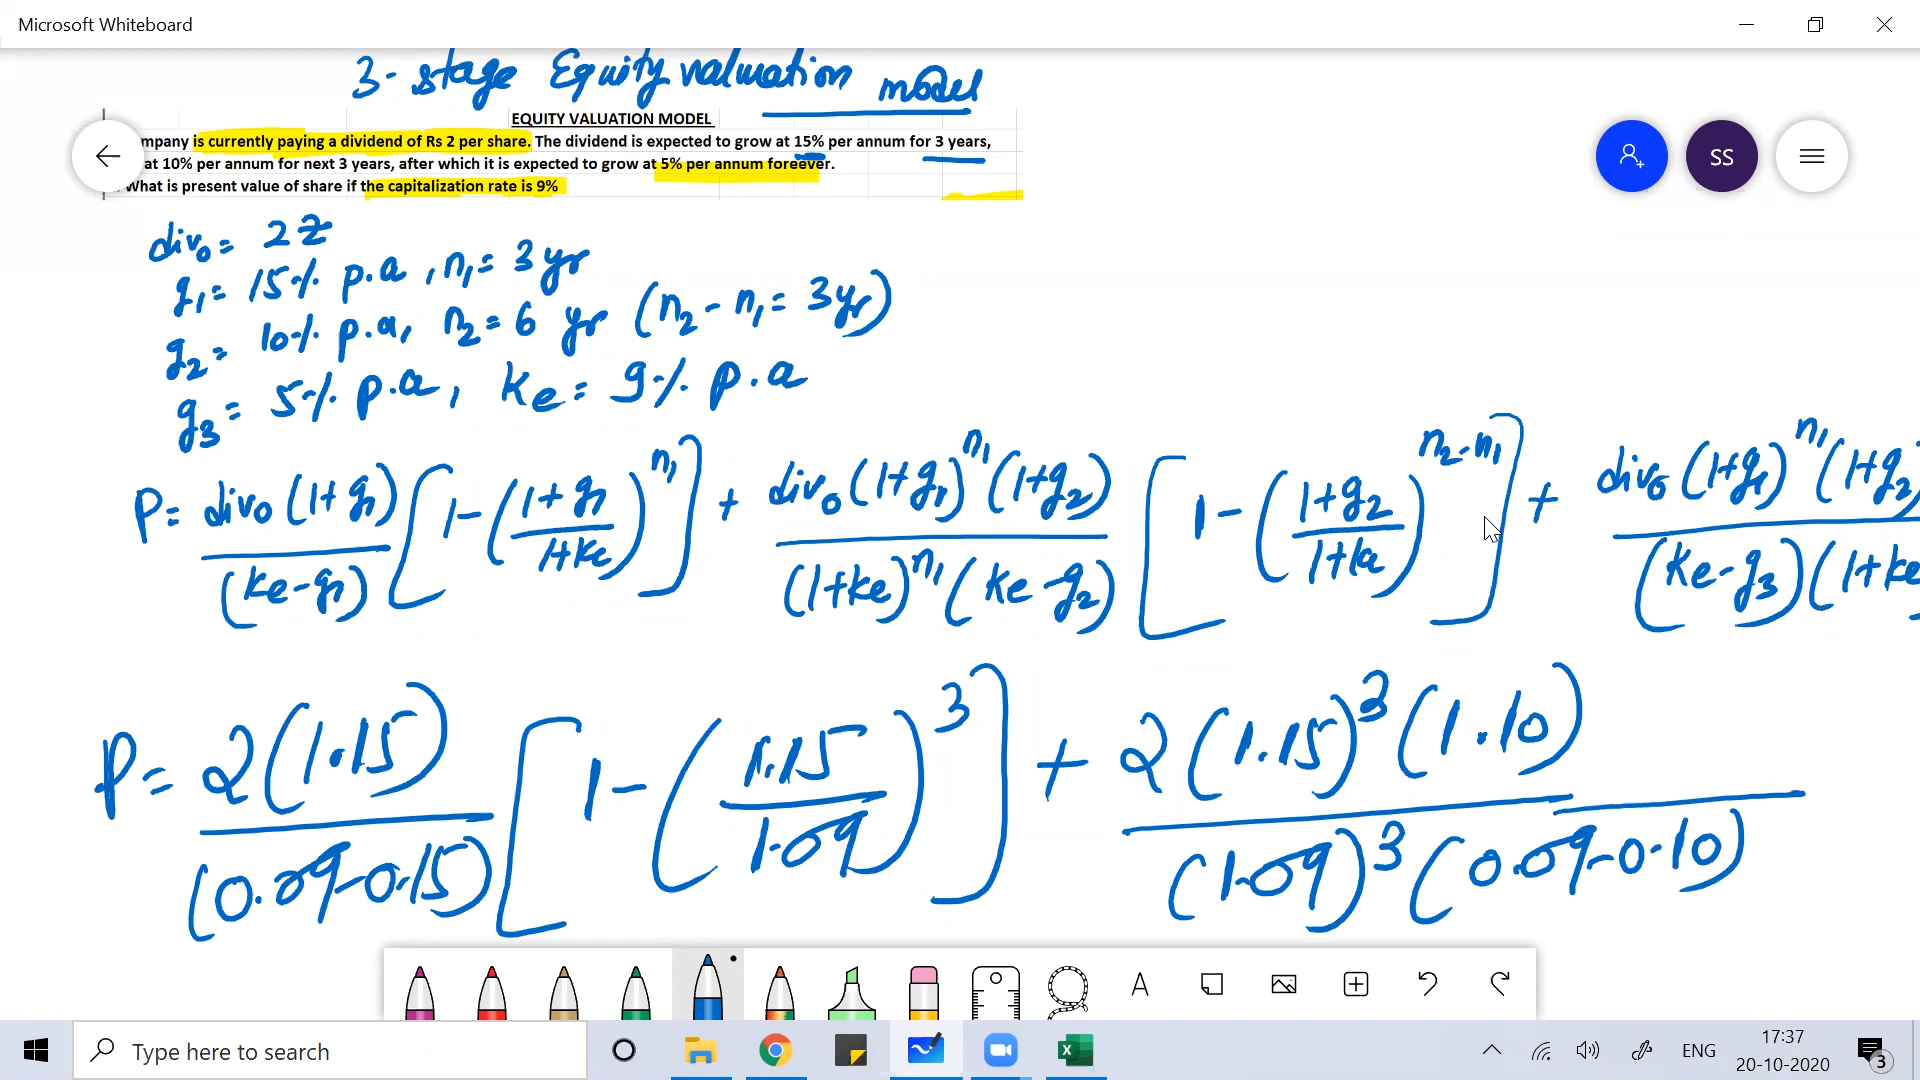 Microsoft Whiteboard
3-stage Equity valuation model
EQUITY VALUATION MODEL
mpany is currently paying a dividend of Rs 2 per share. The dividend is expected to grow at 15% per annum for 3 years,
at 10% per annum for next 3 years, after which it is expected to grow at 5% per annum foreever.
What is present value of share if the capitalization rate is 9%
SS
div₀ = 2
g₁ = 15% p.a, n₁ = 3 yr
g₂ = 10% p.a, n₂ = 6 yr (n₂ - n₁ = 3yr)
g₃ = 5% p.a, ke = 9% p.a
P = div₀ (1+g₁) / (ke-g₁) [1 - ((1+g₁)/(1+ke))^n₁] + div₀ (1+g₁)^n₁ (1+g₂) / (1+ke)^n₁ (ke-g₂) [1 - ((1+g₂)/(1+ke))^n₂-n₁] + div₀ (1+g₁)^n₁ (1+g₂ / (ke-g₃) (1+ke
P = 2(1.15) / (0.09-0.15) [1 - (1.15/1.09)^3] + 2(1.15)^3 (1.10) / (1.09)^3 (0.09-0.10)
A
Type here to search
ENG
17:37
20-10-2020
3